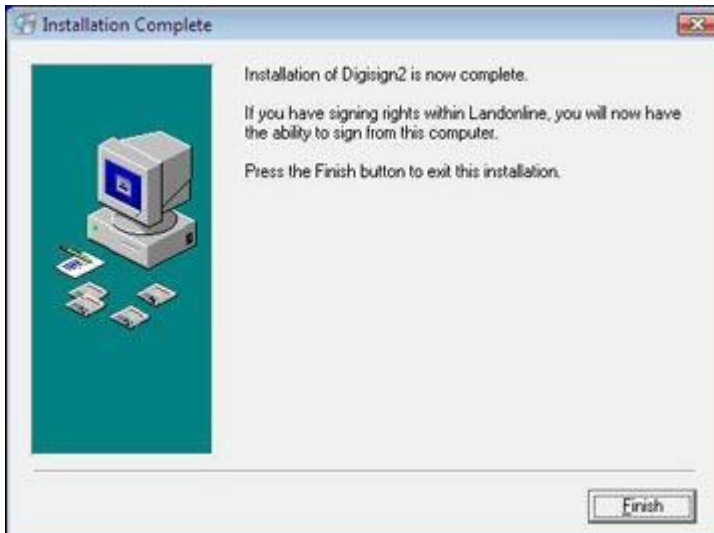 Installation Complete
Installation of Digisign2 is now complete.
If you have signing rights within Landonline, you will now have
the ability to sign from this computer.
Press the Finish button to exit this installation.
Finish